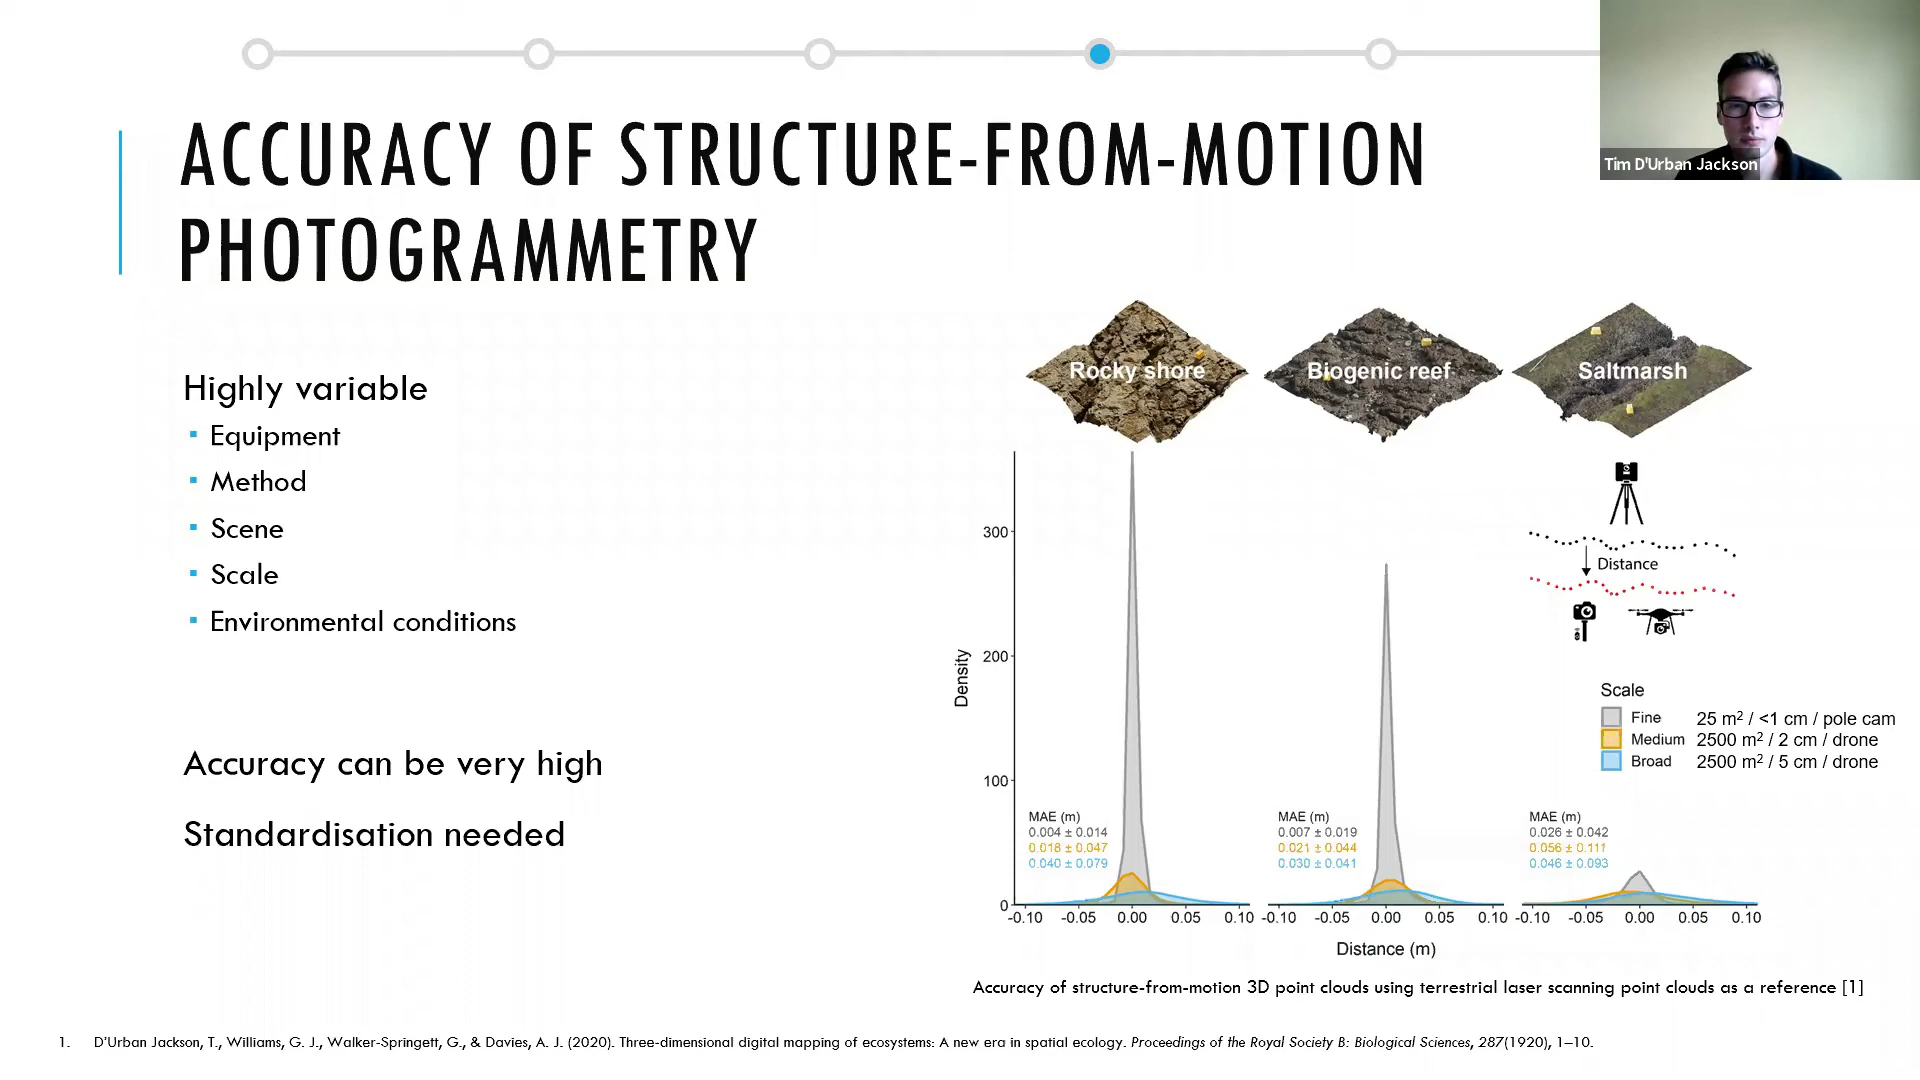 Tim D'Urban Jackson
ACCURACY OF STRUCTURE-FROM-MOTION
PHOTOGRAMMETRY
Highly variable
▪ Equipment
▪ Method
▪ Scene
▪ Scale
▪ Environmental conditions
Accuracy can be very high
Standardisation needed
Rocky shore
Biogenic reef
Saltmarsh
Distance
Density
300
200
100
0
Scale
Fine 25 m² / <1 cm / pole cam
Medium 2500 m² / 2 cm / drone
Broad 2500 m² / 5 cm / drone
MAE (m)
0.004 ± 0.014
0.018 ± 0.047
0.040 ± 0.079
MAE (m)
0.007 ± 0.019
0.021 ± 0.044
0.030 ± 0.041
MAE (m)
0.026 ± 0.042
0.056 ± 0.111
0.046 ± 0.093
-0.10 -0.05 0.00 0.05 0.10
-0.10 -0.05 0.00 0.05 0.10
-0.10 -0.05 0.00 0.05 0.10
Distance (m)
Accuracy of structure-from-motion 3D point clouds using terrestrial laser scanning point clouds as a reference [1]
1. D'Urban Jackson, T., Williams, G. J., Walker-Springett, G., & Davies, A. J. (2020). Three-dimensional digital mapping of ecosystems: A new era in spatial ecology. Proceedings of the Royal Society B: Biological Sciences, 287(1920), 1–10.